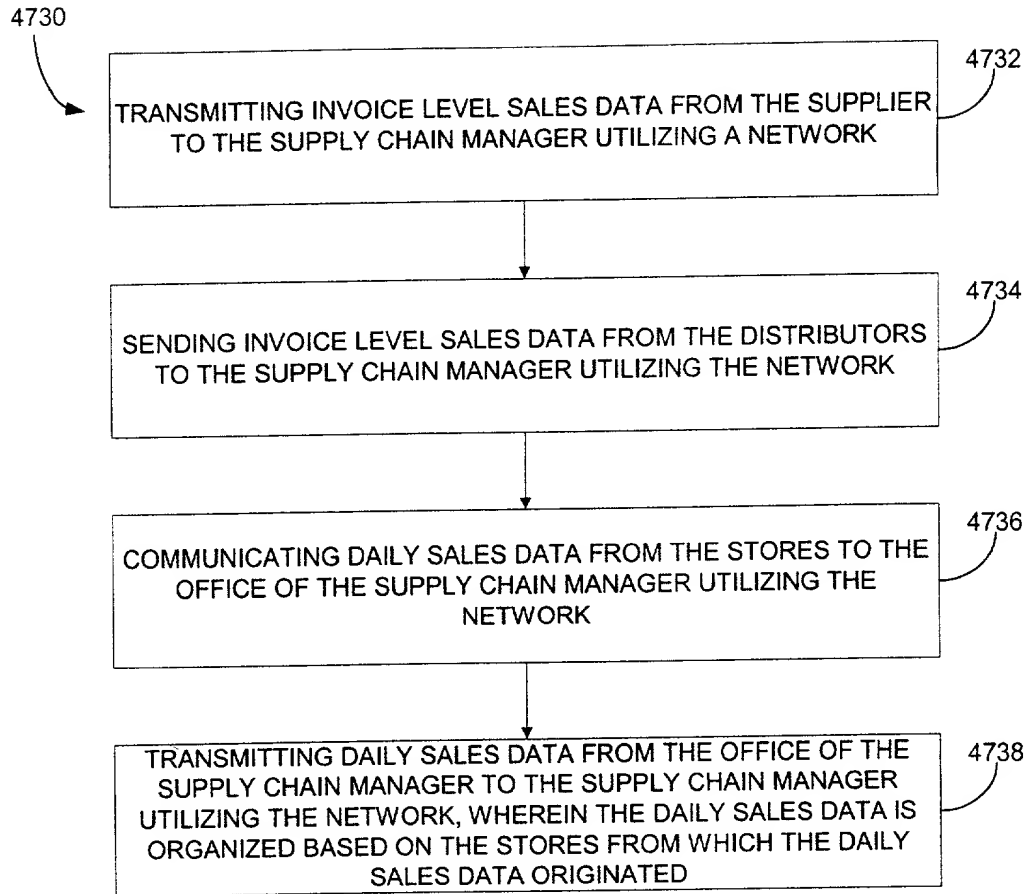 4730
4732
TRANSMITTING INVOICE LEVEL SALES DATA FROM THE SUPPLIER
TO THE SUPPLY CHAIN MANAGER UTILIZING A NETWORK
4734
SENDING INVOICE LEVEL SALES DATA FROM THE DISTRIBUTORS
TO THE SUPPLY CHAIN MANAGER UTILIZING THE NETWORK
4736
COMMUNICATING DAILY SALES DATA FROM THE STORES TO THE
OFFICE OF THE SUPPLY CHAIN MANAGER UTILIZING THE
NETWORK
4738
TRANSMITTING DAILY SALES DATA FROM THE OFFICE OF THE
SUPPLY CHAIN MANAGER TO THE SUPPLY CHAIN MANAGER
UTILIZING THE NETWORK, WHEREIN THE DAILY SALES DATA IS
ORGANIZED BASED ON THE STORES FROM WHICH THE DAILY
SALES DATA ORIGINATED